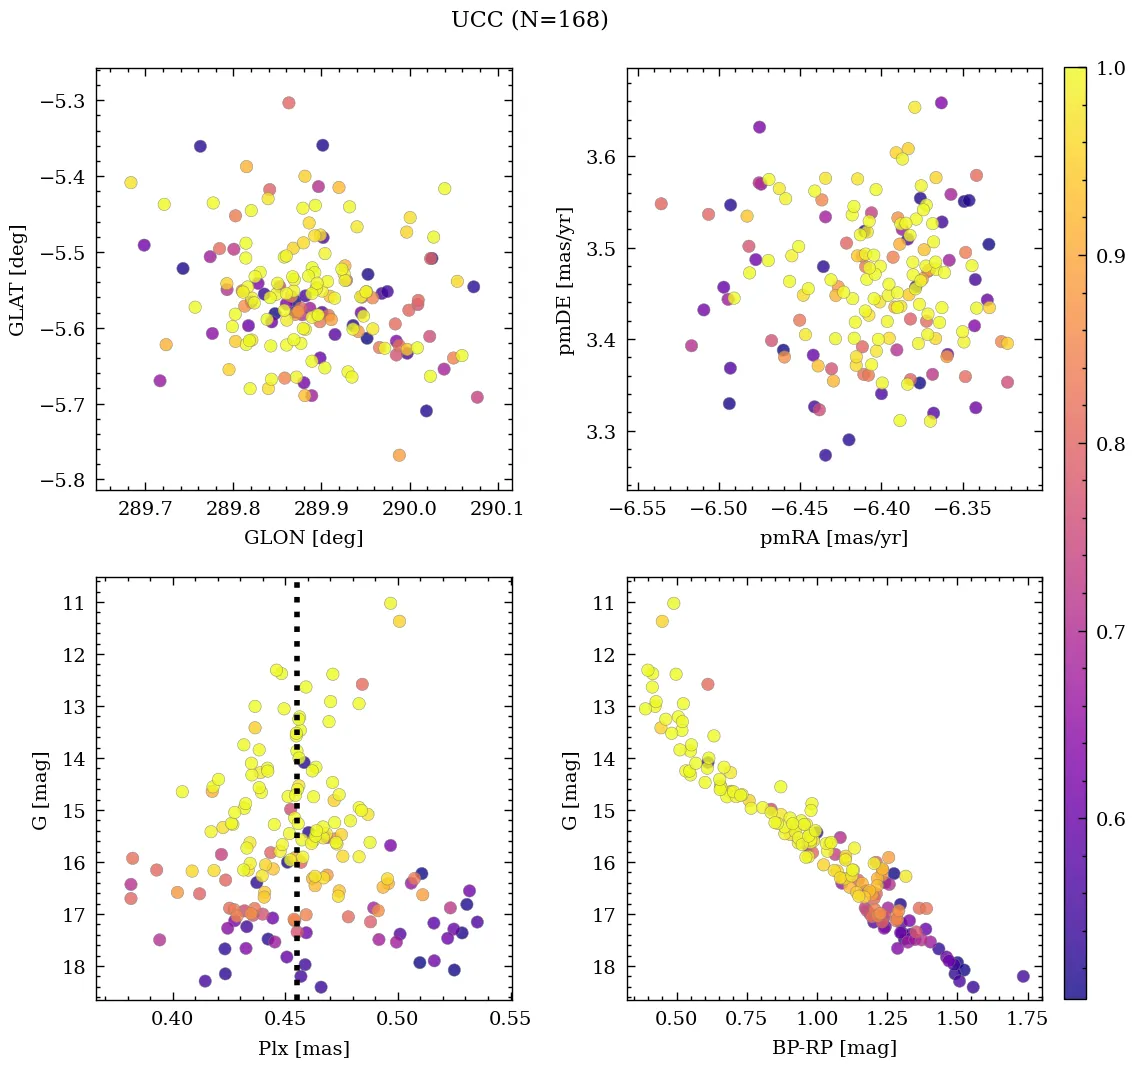 UCC (N=168)
−5.3
−5.4
−5.5
−5.6
−5.7
−5.8
GLAT [deg]
289.7 289.8 289.9 290.0 290.1
GLON [deg]
3.6
3.5
3.4
3.3
pmDE [mas/yr]
−6.55 −6.50 −6.45 −6.40 −6.35
pmRA [mas/yr]
11
12
13
14
15
16
17
18
G [mag]
0.40 0.45 0.50 0.55
Plx [mas]
11
12
13
14
15
16
17
18
G [mag]
0.50 0.75 1.00 1.25 1.50 1.75
BP-RP [mag]
1.0
0.9
0.8
0.7
0.6